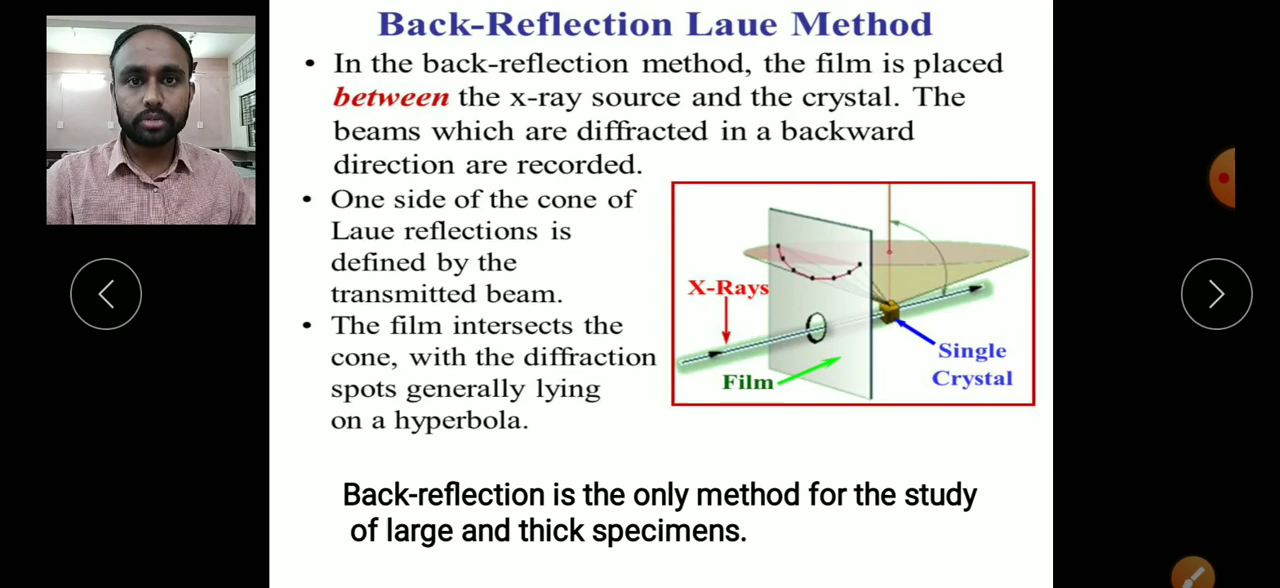 Back-Reflection Laue Method
• In the back-reflection method, the film is placed
between the x-ray source and the crystal. The
beams which are diffracted in a backward
direction are recorded.
• One side of the cone of
Laue reflections is
defined by the
transmitted beam.
• The film intersects the
cone, with the diffraction
spots generally lying
on a hyperbola.
X-Rays
Film
Single
Crystal
Back-reflection is the only method for the study
of large and thick specimens.